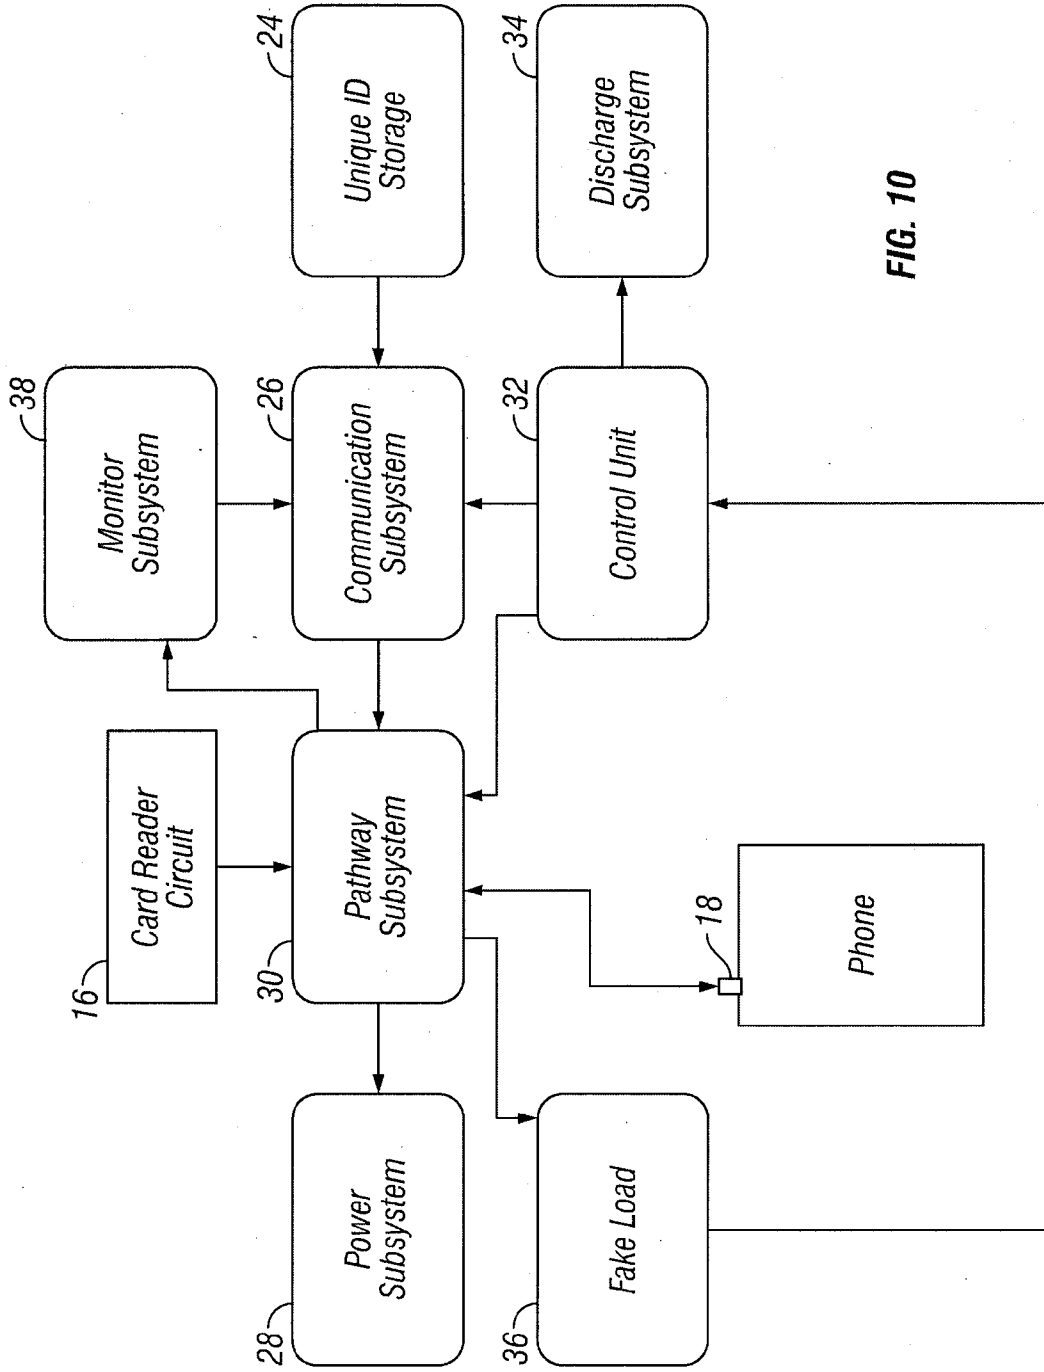 28
Power
Subsystem
16
Card Reader
Circuit
30
Pathway
Subsystem
38
Monitor
Subsystem
26
Communication
Subsystem
24
Unique ID
Storage
36
Fake Load
18
Phone
32
Control Unit
34
Discharge
Subsystem
FIG. 10